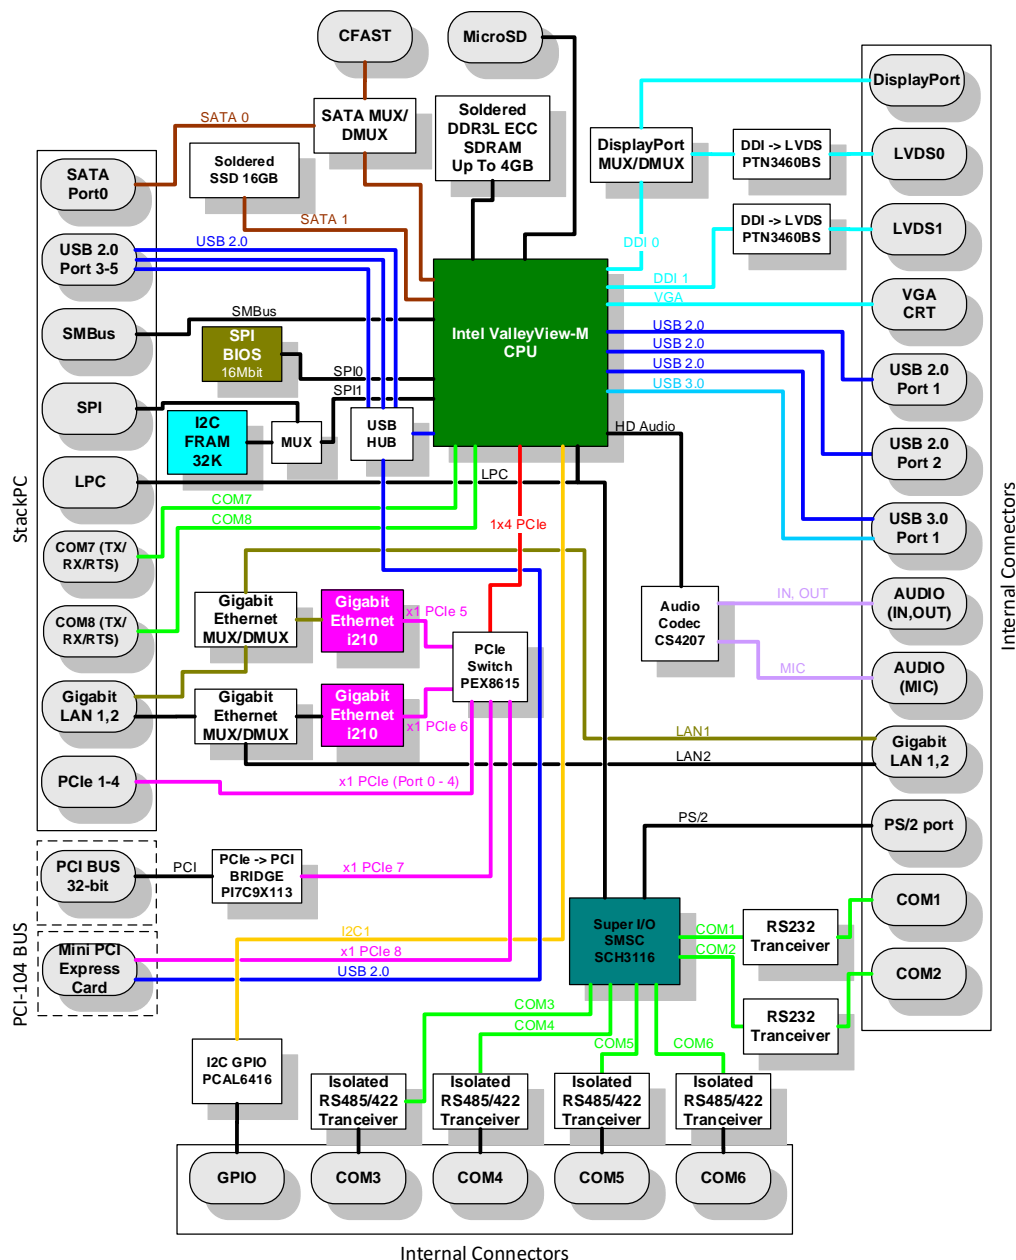 CFAST
MicroSD
SATA MUX/
DMUX
SATA 0
Soldered
DDR3L ECC
SDRAM
Up To 4GB
DisplayPort
DisplayPort
MUX/DMUX
DDI -> LVDS
PTN3460BS
LVDS0
Soldered
SSD 16GB
SATA
Port0
SATA 1
DDI -> LVDS
PTN3460BS
LVDS1
USB 2.0
Port 3-5
USB 2.0
DDI 0
DDI 1
VGA
VGA
CRT
SMBus
SMBus
Intel ValleyView-M
CPU
SPI
BIOS
16Mbit
SPI0
SPI1
USB 2.0
USB 2.0
USB 2.0
USB 3.0
USB 2.0
Port 1
SPI
I2C
FRAM
32K
MUX
USB
HUB
HD Audio
USB 2.0
Port 2
LPC
LPC
StackPC
COM7
COM8
1x4 PCIe
USB 3.0
Port 1
Internal Connectors
COM7 (TX/
RX/RTS)
COM8 (TX/
RX/RTS)
Gigabit
Ethernet
MUX/DMUX
Gigabit
Ethernet
i210
x1 PCIe 5
PCIe
Switch
PEX8615
Audio
Codec
CS4207
IN, OUT
AUDIO
(IN,OUT)
MIC
AUDIO
(MIC)
Gigabit
LAN 1,2
Gigabit
Ethernet
MUX/DMUX
Gigabit
Ethernet
i210
x1 PCIe 6
LAN1
LAN2
Gigabit
LAN 1,2
PCIe 1-4
x1 PCIe (Port 0 - 4)
PS/2
PS/2 port
PCI BUS
32-bit
PCI
PCIe -> PCI
BRIDGE
PI7C9X113
x1 PCIe 7
PCI-104 BUS
Mini PCI
Express
Card
I2C1
x1 PCIe 8
USB 2.0
Super I/O
SMSC
SCH3116
COM1
COM2
RS232
Tranceiver
COM1
COM2
RS232
Tranceiver
COM3
COM4
COM5
COM6
I2C GPIO
PCAL6416
Isolated
RS485/422
Tranceiver
Isolated
RS485/422
Tranceiver
Isolated
RS485/422
Tranceiver
Isolated
RS485/422
Tranceiver
GPIO
COM3
COM4
COM5
COM6
Internal Connectors